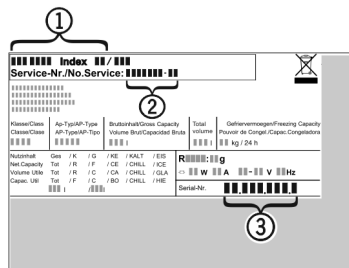 ①
Index /
Service-Nr./No.Service: -
②
Klasse/Class Ap-Typ/AP-Type Bruttoinhalt/Gross Capacity Total Gefriervermoegen/Freezing Capacity
Classe/Classe AP-Type/AP-Tipo Volume Brut/Capacidad Bruta volume Pouvoir de Congel./Capac.Congeladora
l l kg / 24 h
Nutzinhalt Ges / K / G / KE / KALT / EIS
Net.Capacity Tot / R / F / CE / CHILL / ICE
Volume Utile Tot / R / C / CA / CHILL / GLA
Capac. Util Tot / F / C / BO / CHILL / HIE
l / l
R : g
W A - V Hz
Serial-Nr. . . .
③